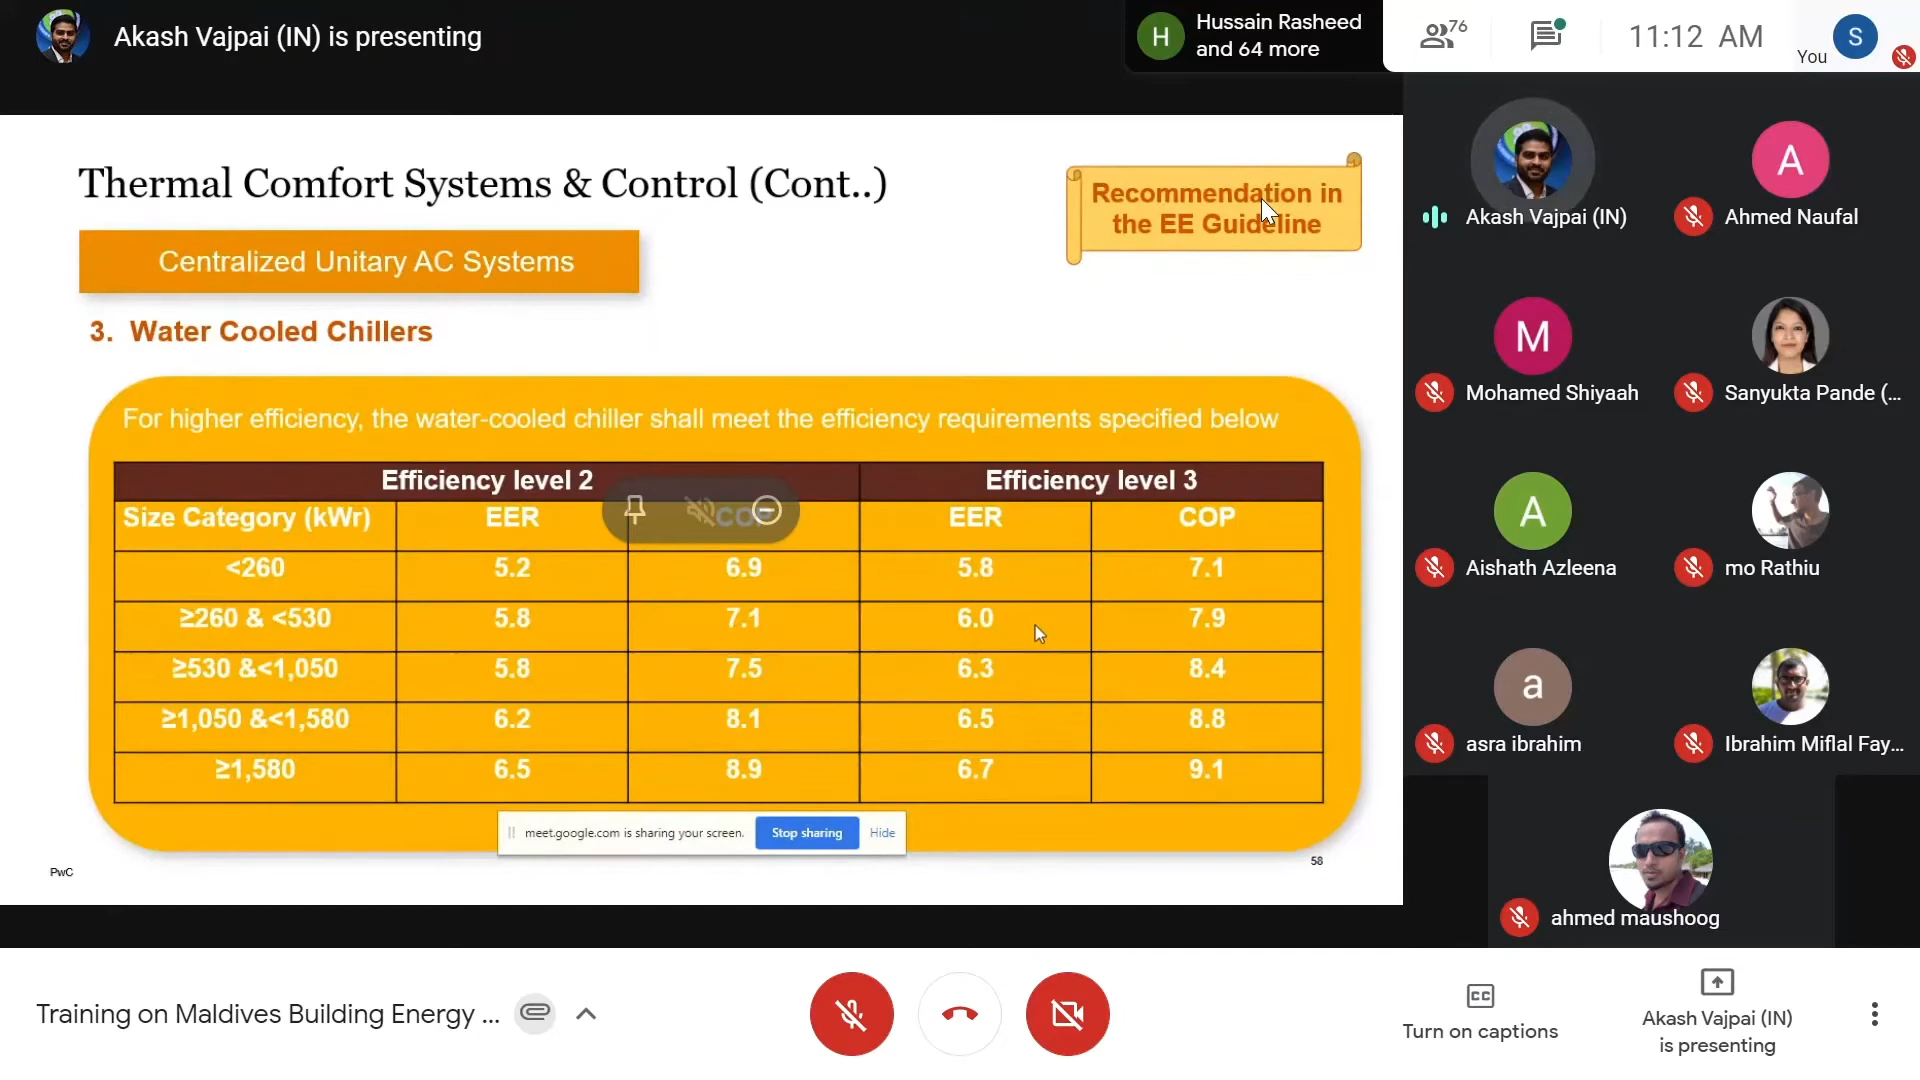 Akash Vajpai (IN) is presenting
H
Hussain Rasheed
and 64 more
76
11:12 AM
You
S
Thermal Comfort Systems & Control (Cont..)
Recommendation in
the EE Guideline
Centralized Unitary AC Systems
3. Water Cooled Chillers
For higher efficiency, the water-cooled chiller shall meet the efficiency requirements specified below
Efficiency level 2 Efficiency level 3
Size Category (kWr) EER COP EER COP
<260 5.2 6.9 5.8 7.1
≥260 & <530 5.8 7.1 6.0 7.9
≥530 &<1,050 5.8 7.5 6.3 8.4
≥1,050 &<1,580 6.2 8.1 6.5 8.8
≥1,580 6.5 8.9 6.7 9.1
meet.google.com is sharing your screen. Stop sharing Hide
PwC
58
Akash Vajpai (IN)
A
Ahmed Naufal
M
Mohamed Shiyaah
Sanyukta Pande (...
A
Aishath Azleena
mo Rathiu
a
asra ibrahim
Ibrahim Miflal Fay...
ahmed maushoog
Training on Maldives Building Energy ...
CC
Turn on captions
Akash Vajpai (IN)
is presenting